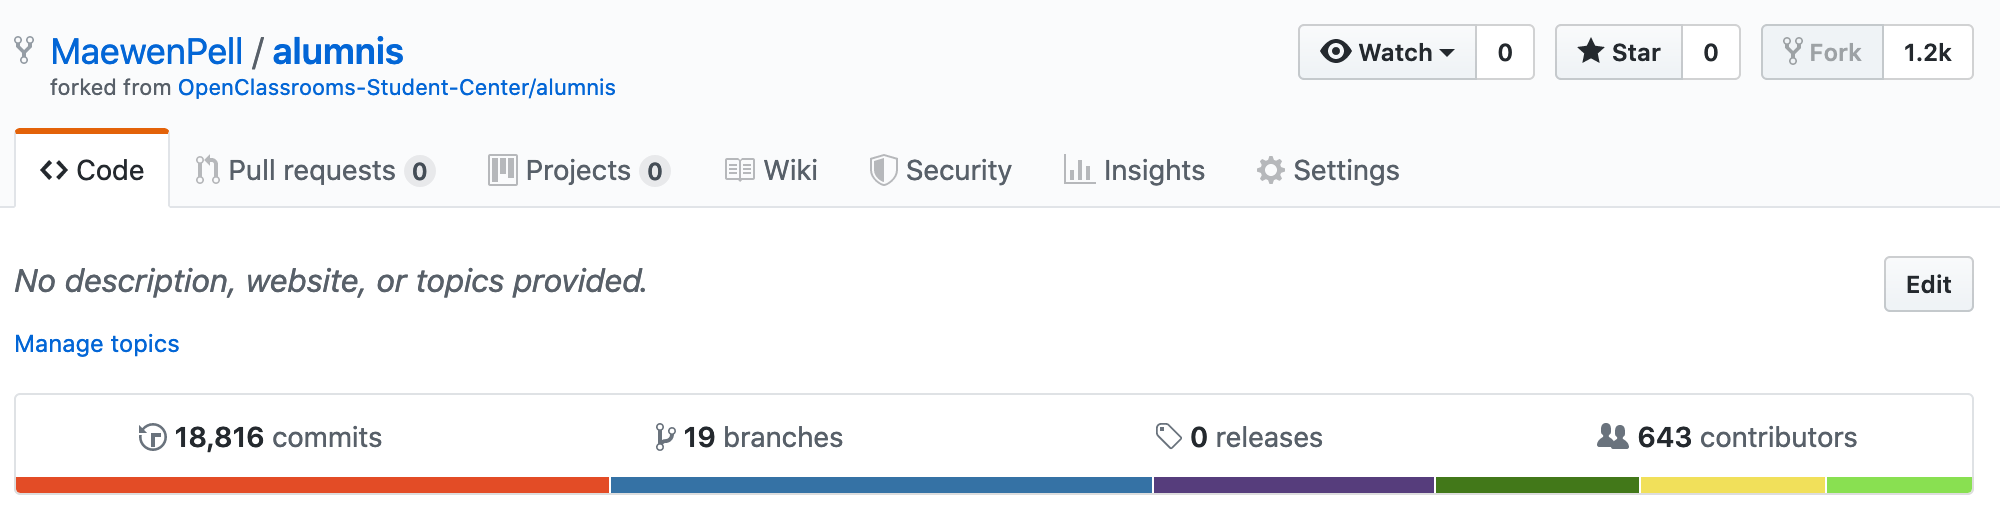 MaewenPell / alumnis
forked from OpenClassrooms-Student-Center/alumnis
Watch 0 Star 0 Fork 1.2k
Code Pull requests 0 Projects 0 Wiki Security Insights Settings
No description, website, or topics provided.
Edit
Manage topics
18,816 commits 19 branches 0 releases 643 contributors